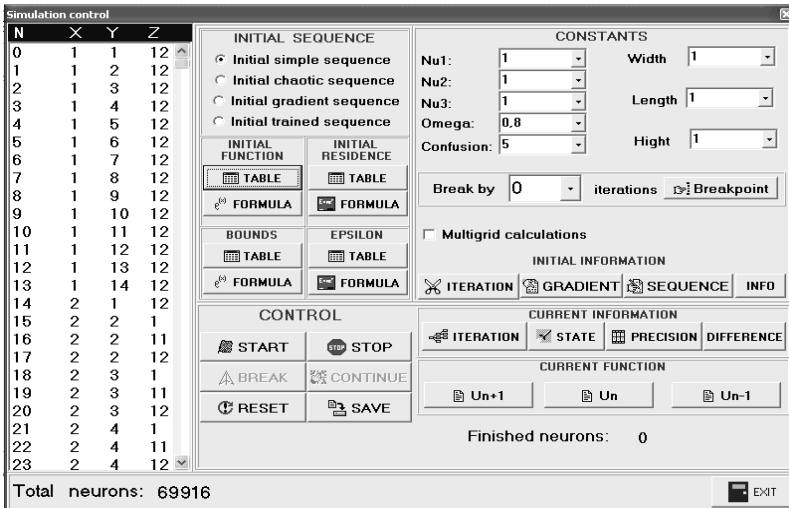 Simulation control
N X Y Z
0 1 1 12
1 1 2 12
2 1 3 12
3 1 4 12
4 1 5 12
5 1 6 12
6 1 7 12
7 1 8 12
8 1 9 12
9 1 10 12
10 1 11 12
11 1 12 12
12 1 13 12
13 1 14 12
14 2 1 12
15 2 2 1
16 2 2 11
17 2 2 12
18 2 3 1
19 2 3 11
20 2 3 12
21 2 4 1
22 2 4 11
23 2 4 12
INITIAL SEQUENCE
Initial simple sequence
Initial chaotic sequence
Initial gradient sequence
Initial trained sequence
INITIAL FUNCTION
TABLE
e(x) FORMULA
INITIAL RESIDENCE
TABLE
FORMULA
BOUNDS
TABLE
e(x) FORMULA
EPSILON
TABLE
FORMULA
CONTROL
START STOP
BREAK CONTINUE
RESET SAVE
CONSTANTS
Nu1: 1
Nu2: 1
Nu3: 1
Omega: 0,8
Confusion: 5
Width 1
Length 1
Hight 1
Break by 0 iterations Breakpoint
Multigrid calculations
INITIAL INFORMATION
ITERATION GRADIENT SEQUENCE INFO
CURRENT INFORMATION
ITERATION STATE PRECISION DIFFERENCE
CURRENT FUNCTION
Un+1 Un Un-1
Finished neurons: 0
Total neurons: 69916
EXIT